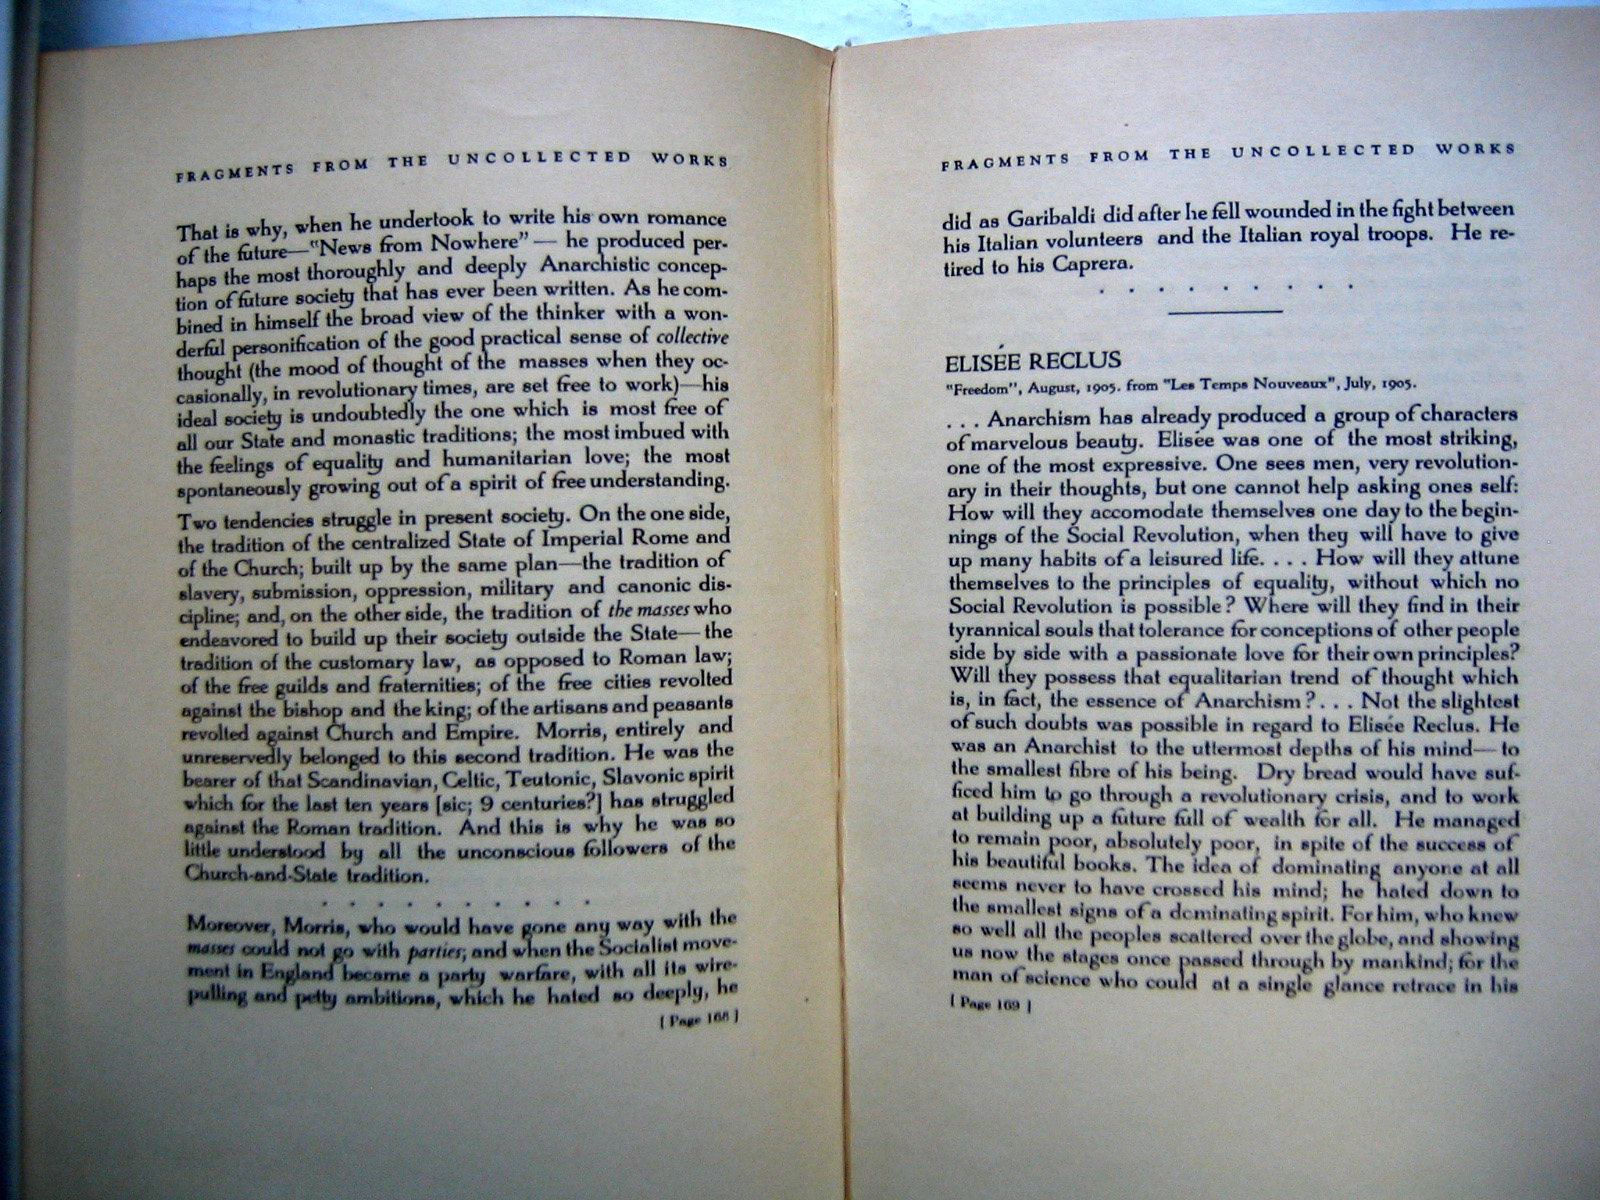 FRAGMENTS FROM THE UNCOLLECTED WORKS
That is why, when he undertook to write his own romance
of the future—"News from Nowhere" — he produced per-
haps the most thoroughly and deeply Anarchistic concep-
tion of future society that has ever been written. As he com-
bined in himself the broad view of the thinker with a won-
derful personification of the good practical sense of collective
thought (the mood of thought of the masses when they oc-
casionally, in revolutionary times, are set free to work)—his
ideal society is undoubtedly the one which is most free of
all our State and monastic traditions; the most imbued with
the feelings of equality and humanitarian love; the most
spontaneously growing out of a spirit of free understanding.
Two tendencies struggle in present society. On the one side,
the tradition of the centralized State of Imperial Rome and
of the Church; built up by the same plan—the tradition of
slavery, submission, oppression, military and canonic dis-
cipline; and, on the other side, the tradition of the masses who
endeavored to build up their society outside the State—the
tradition of the customary law, as opposed to Roman law;
of the free guilds and fraternities; of the free cities revolted
against the bishop and the king; of the artisans and peasants
revolted against Church and Empire. Morris, entirely and
unreservedly belonged to this second tradition. He was the
bearer of that Scandinavian, Celtic, Teutonic, Slavonic spirit
which for the last ten years [sic; 9 centuries?] has struggled
against the Roman tradition. And this is why he was so
little understood by all the unconscious followers of the
Church-and-State tradition.
. . . . . . . . . .
Moreover, Morris, who would have gone any way with the
masses could not go with parties; and when the Socialist move-
ment in England became a party warfare, with all its wire-
pulling and petty ambitions, which he hated so deeply, he
[ Page 168 ]
FRAGMENTS FROM THE UNCOLLECTED WORKS
did as Garibaldi did after he fell wounded in the fight between
his Italian volunteers and the Italian royal troops. He re-
tired to his Caprera.
. . . . . . . . .
ELISÉE RECLUS
"Freedom", August, 1905. from "Les Temps Nouveaux", July, 1905.
. . . Anarchism has already produced a group of characters
of marvelous beauty. Elisée was one of the most striking,
one of the most expressive. One sees men, very revolution-
ary in their thoughts, but one cannot help asking ones self:
How will they accomodate themselves one day to the begin-
nings of the Social Revolution, when they will have to give
up many habits of a leisured life. . . . How will they attune
themselves to the principles of equality, without which no
Social Revolution is possible? Where will they find in their
tyrannical souls that tolerance for conceptions of other people
side by side with a passionate love for their own principles?
Will they possess that equalitarian trend of thought which
is, in fact, the essence of Anarchism? . . . Not the slightest
of such doubts was possible in regard to Elisée Reclus. He
was an Anarchist to the uttermost depths of his mind—to
the smallest fibre of his being. Dry bread would have suf-
ficed him to go through a revolutionary crisis, and to work
at building up a future full of wealth for all. He managed
to remain poor, absolutely poor, in spite of the success of
his beautiful books. The idea of dominating anyone at all
seems never to have crossed his mind; he hated down to
the smallest signs of a dominating spirit. For him, who knew
so well all the peoples scattered over the globe, and showing
us now the stages once passed through by mankind; for the
man of science who could at a single glance retrace in his
[ Page 169 ]